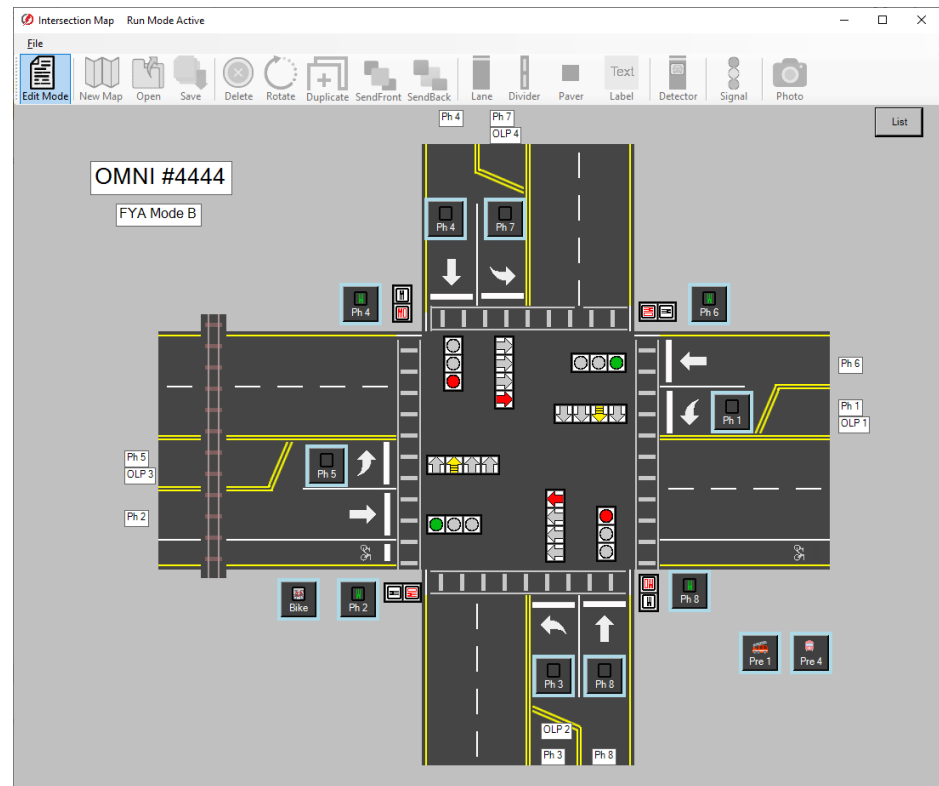 Intersection Map Run Mode Active
File
Edit Mode New Map Open Save Delete Rotate Duplicate SendFront SendBack Lane Divider Paver Text Label Detector Signal Photo
List
Ph 4 Ph 7
OLP 4
OMNI #4444
FYA Mode B
Ph 4 Ph 7
Ph 4 Ph 6
Ph 6
Ph 1
Ph 1
OLP 1
Ph 5
OLP 3
Ph 5
Ph 2
Bike Ph 2 Ph 8
Pre 1 Pre 4
Ph 3 Ph 8
OLP 2
Ph 3 Ph 8